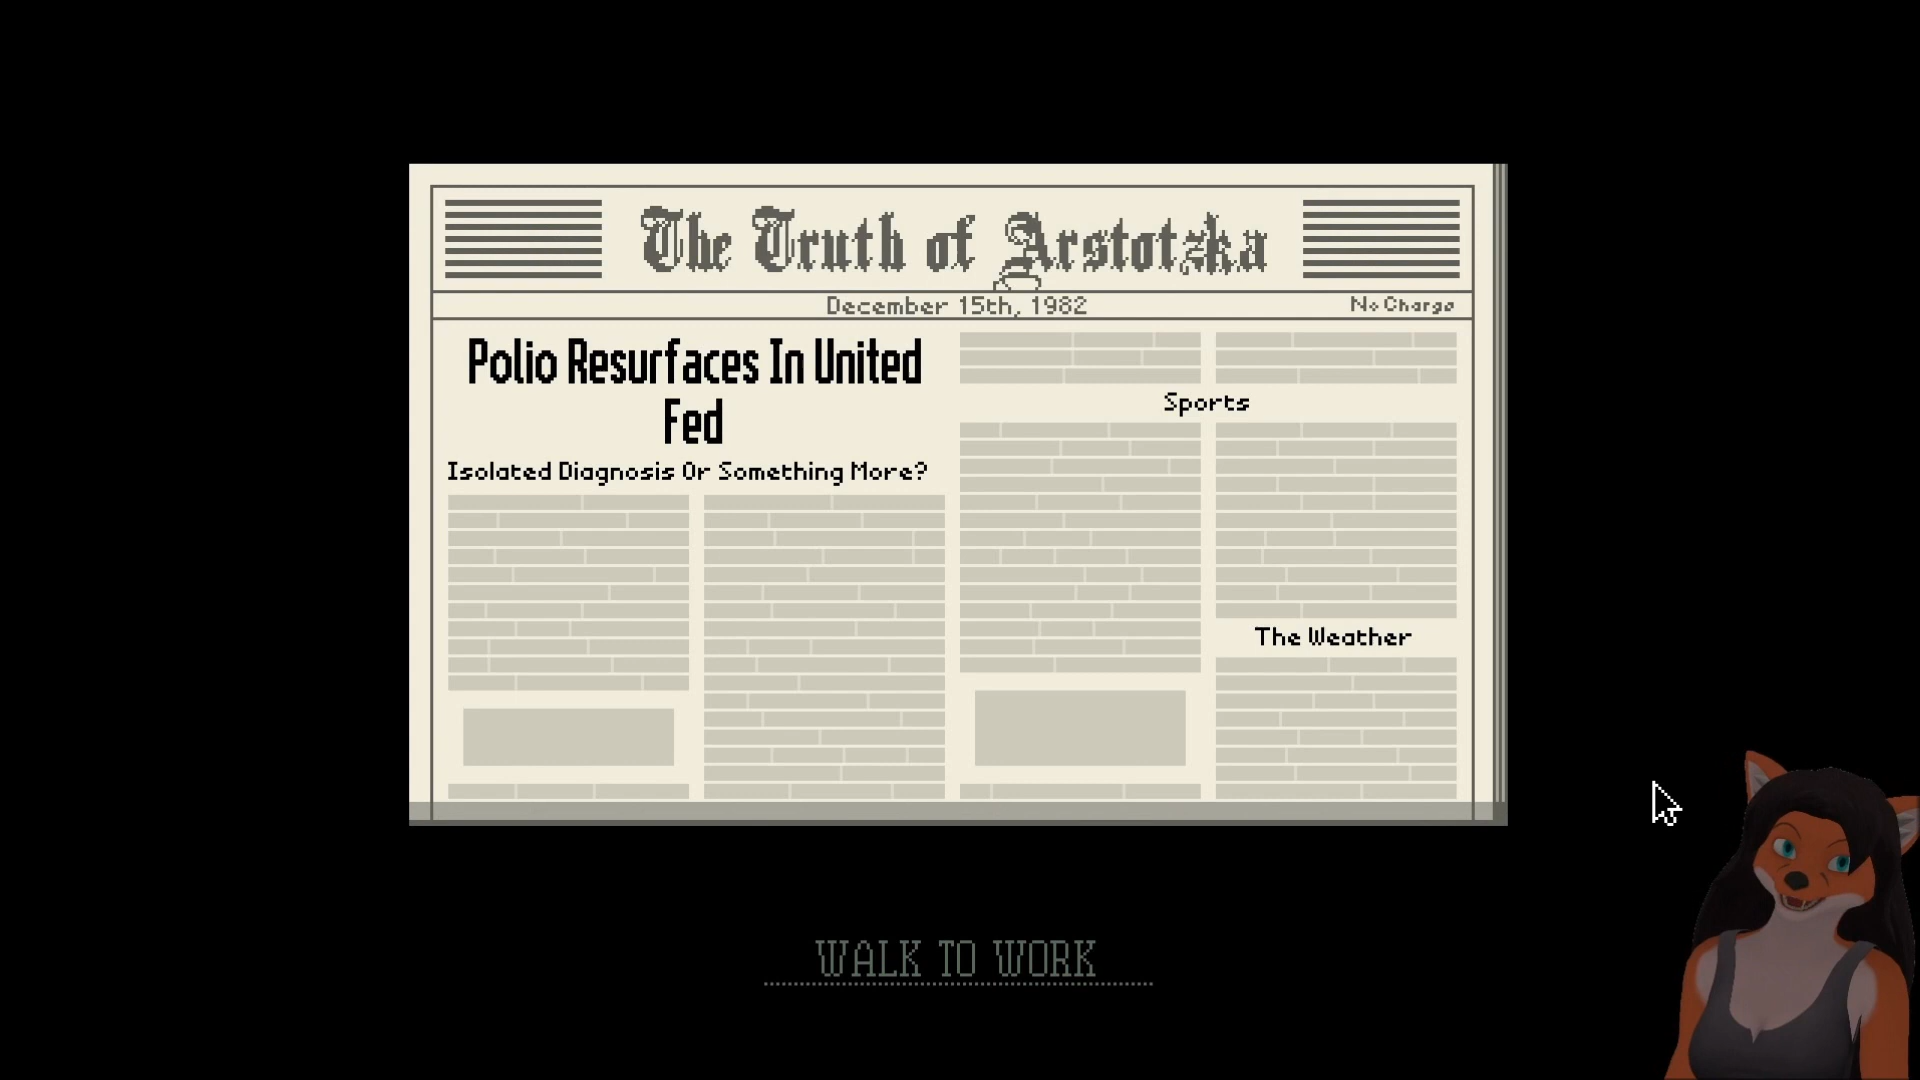 The Truth of Arstotzka
December 15th, 1982
No Charge
Polio Resurfaces In United
Fed
Isolated Diagnosis Or Something More?
Sports
The Weather
WALK TO WORK